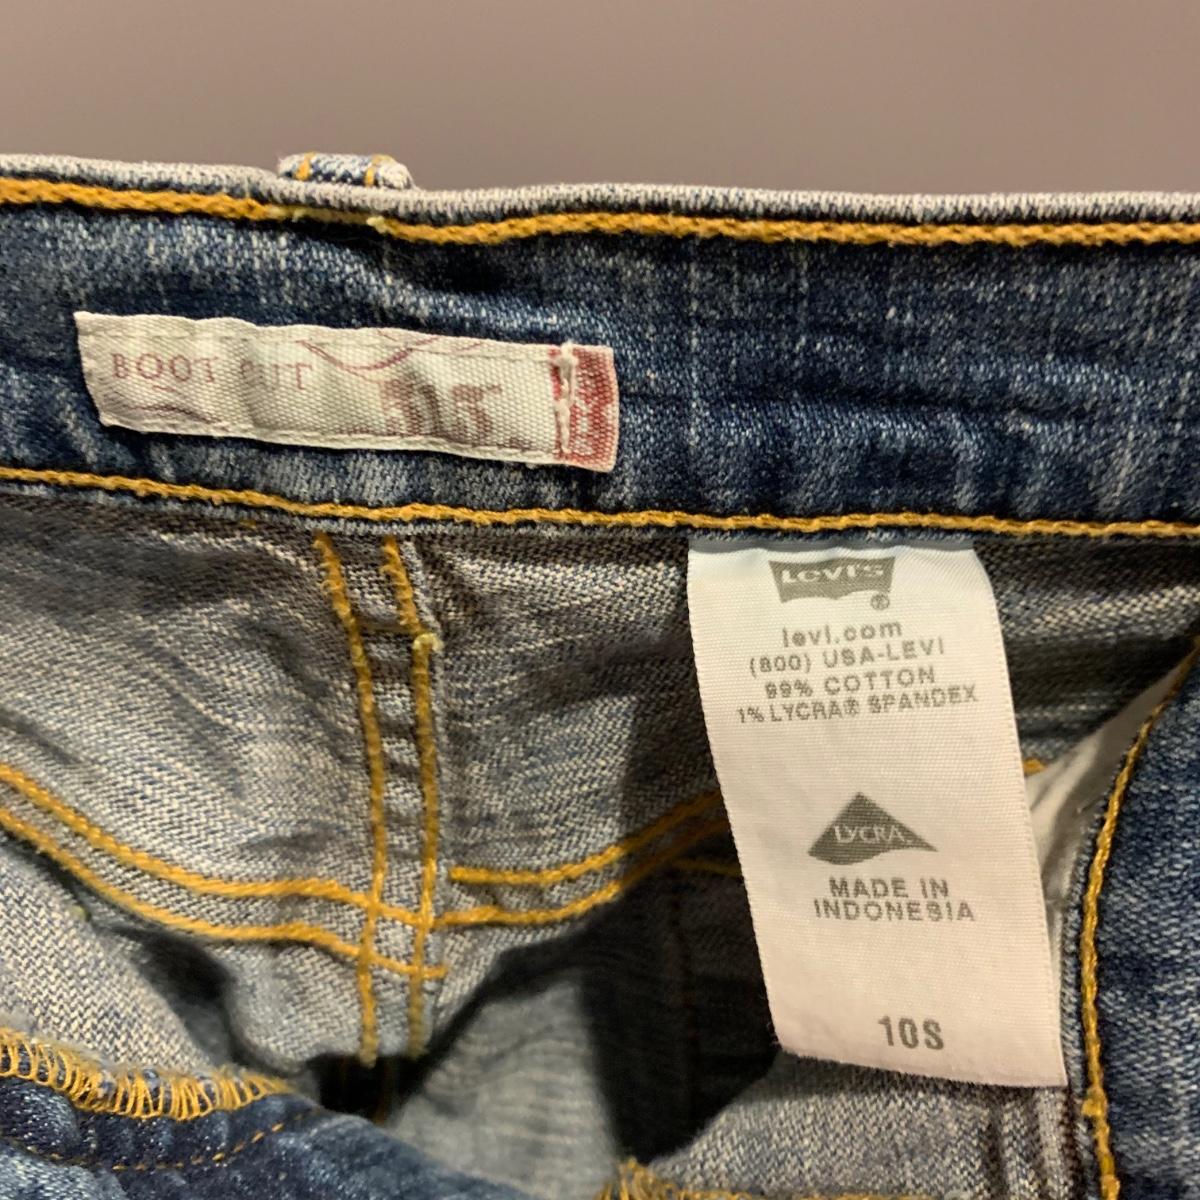 BOOT CUT 515
LEVI'S
®
levi.com
(800) USA-LEVI
99% COTTON
1% LYCRA® SPANDEX
LYCRA
MADE IN
INDONESIA
10S